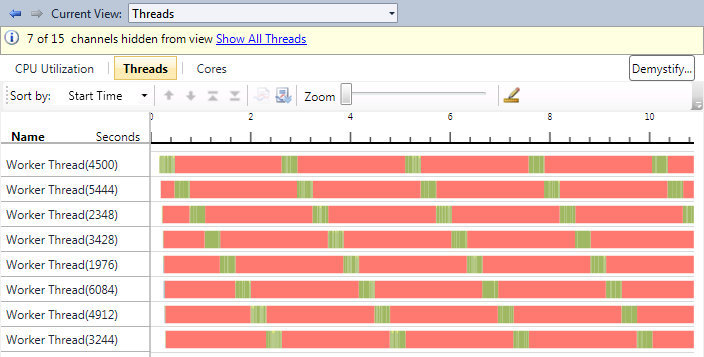 Current View: Threads
7 of 15 channels hidden from view Show All Threads
CPU Utilization Threads Cores Demystify...
Sort by: Start Time Zoom
0 2 4 6 8 10
Name Seconds
Worker Thread(4500)
Worker Thread(5444)
Worker Thread(2348)
Worker Thread(3428)
Worker Thread(1976)
Worker Thread(6084)
Worker Thread(4912)
Worker Thread(3244)